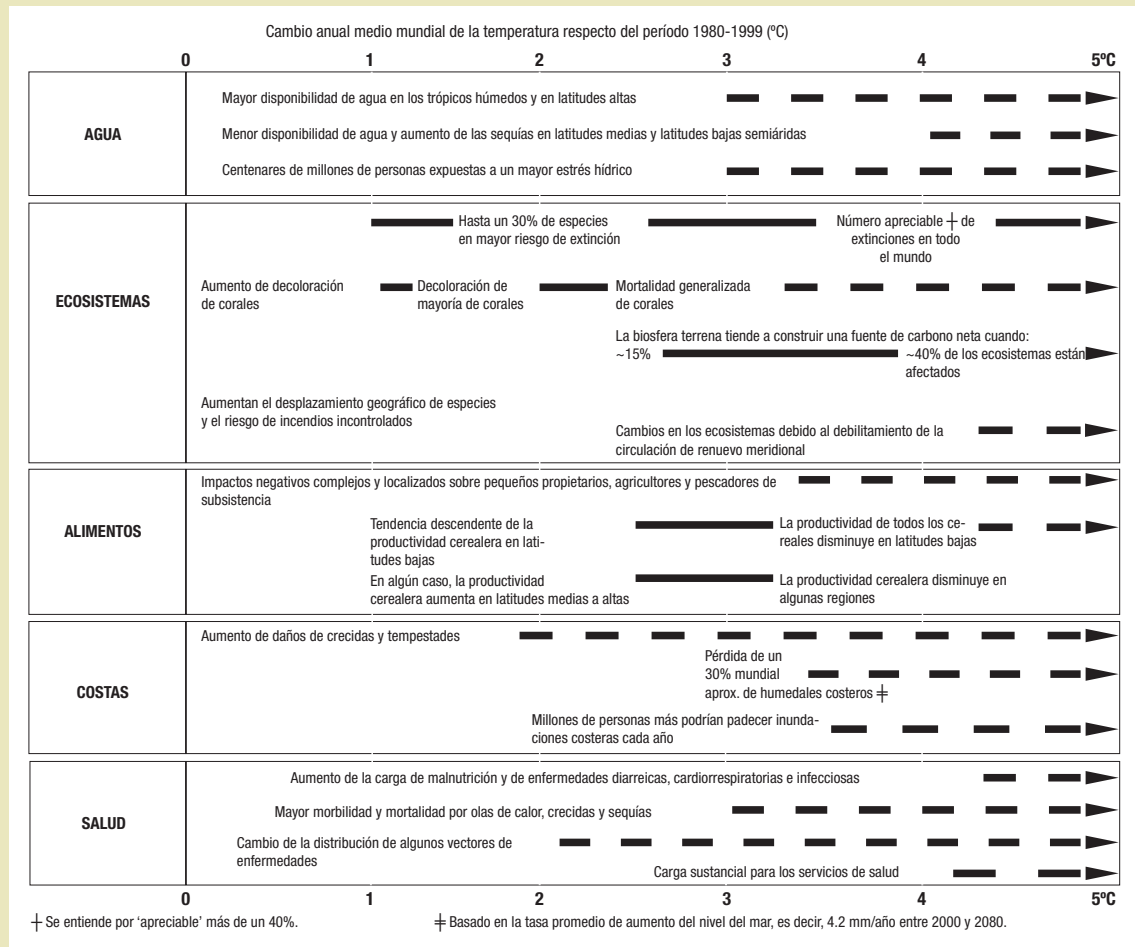 Cambio anual medio mundial de la temperatura respecto del período 1980-1999 (ºC)
0 1 2 3 4 5ºC
AGUA
Mayor disponibilidad de agua en los trópicos húmedos y en latitudes altas
Menor disponibilidad de agua y aumento de las sequías en latitudes medias y latitudes bajas semiáridas
Centenares de millones de personas expuestas a un mayor estrés hídrico
ECOSISTEMAS
Hasta un 30% de especies
en mayor riesgo de extinción
Número apreciable ┼ de
extinciones en todo
el mundo
Aumento de decoloración
de corales
Decoloración de
mayoría de corales
Mortalidad generalizada
de corales
La biosfera terrena tiende a construir una fuente de carbono neta cuando:
~15%
~40% de los ecosistemas están
afectados
Aumentan el desplazamiento geográfico de especies
y el riesgo de incendios incontrolados
Cambios en los ecosistemas debido al debilitamiento de la
circulación de renuevo meridional
ALIMENTOS
Impactos negativos complejos y localizados sobre pequeños propietarios, agricultores y pescadores de
subsistencia
Tendencia descendente de la
productividad cerealera en lati-
tudes bajas
La productividad de todos los ce-
reales disminuye en latitudes bajas
En algún caso, la productividad
cerealera aumenta en latitudes medias a altas
La productividad cerealera disminuye en
algunas regiones
COSTAS
Aumento de daños de crecidas y tempestades
Pérdida de un
30% mundial
aprox. de humedales costeros ╪
Millones de personas más podrían padecer inunda-
ciones costeras cada año
SALUD
Aumento de la carga de malnutrición y de enfermedades diarreicas, cardiorrespiratorias e infecciosas
Mayor morbilidad y mortalidad por olas de calor, crecidas y sequías
Cambio de la distribución de algunos vectores de
enfermedades
Carga sustancial para los servicios de salud
0 1 2 3 4 5ºC
┼ Se entiende por ‘apreciable’ más de un 40%.
╪ Basado en la tasa promedio de aumento del nivel del mar, es decir, 4.2 mm/año entre 2000 y 2080.